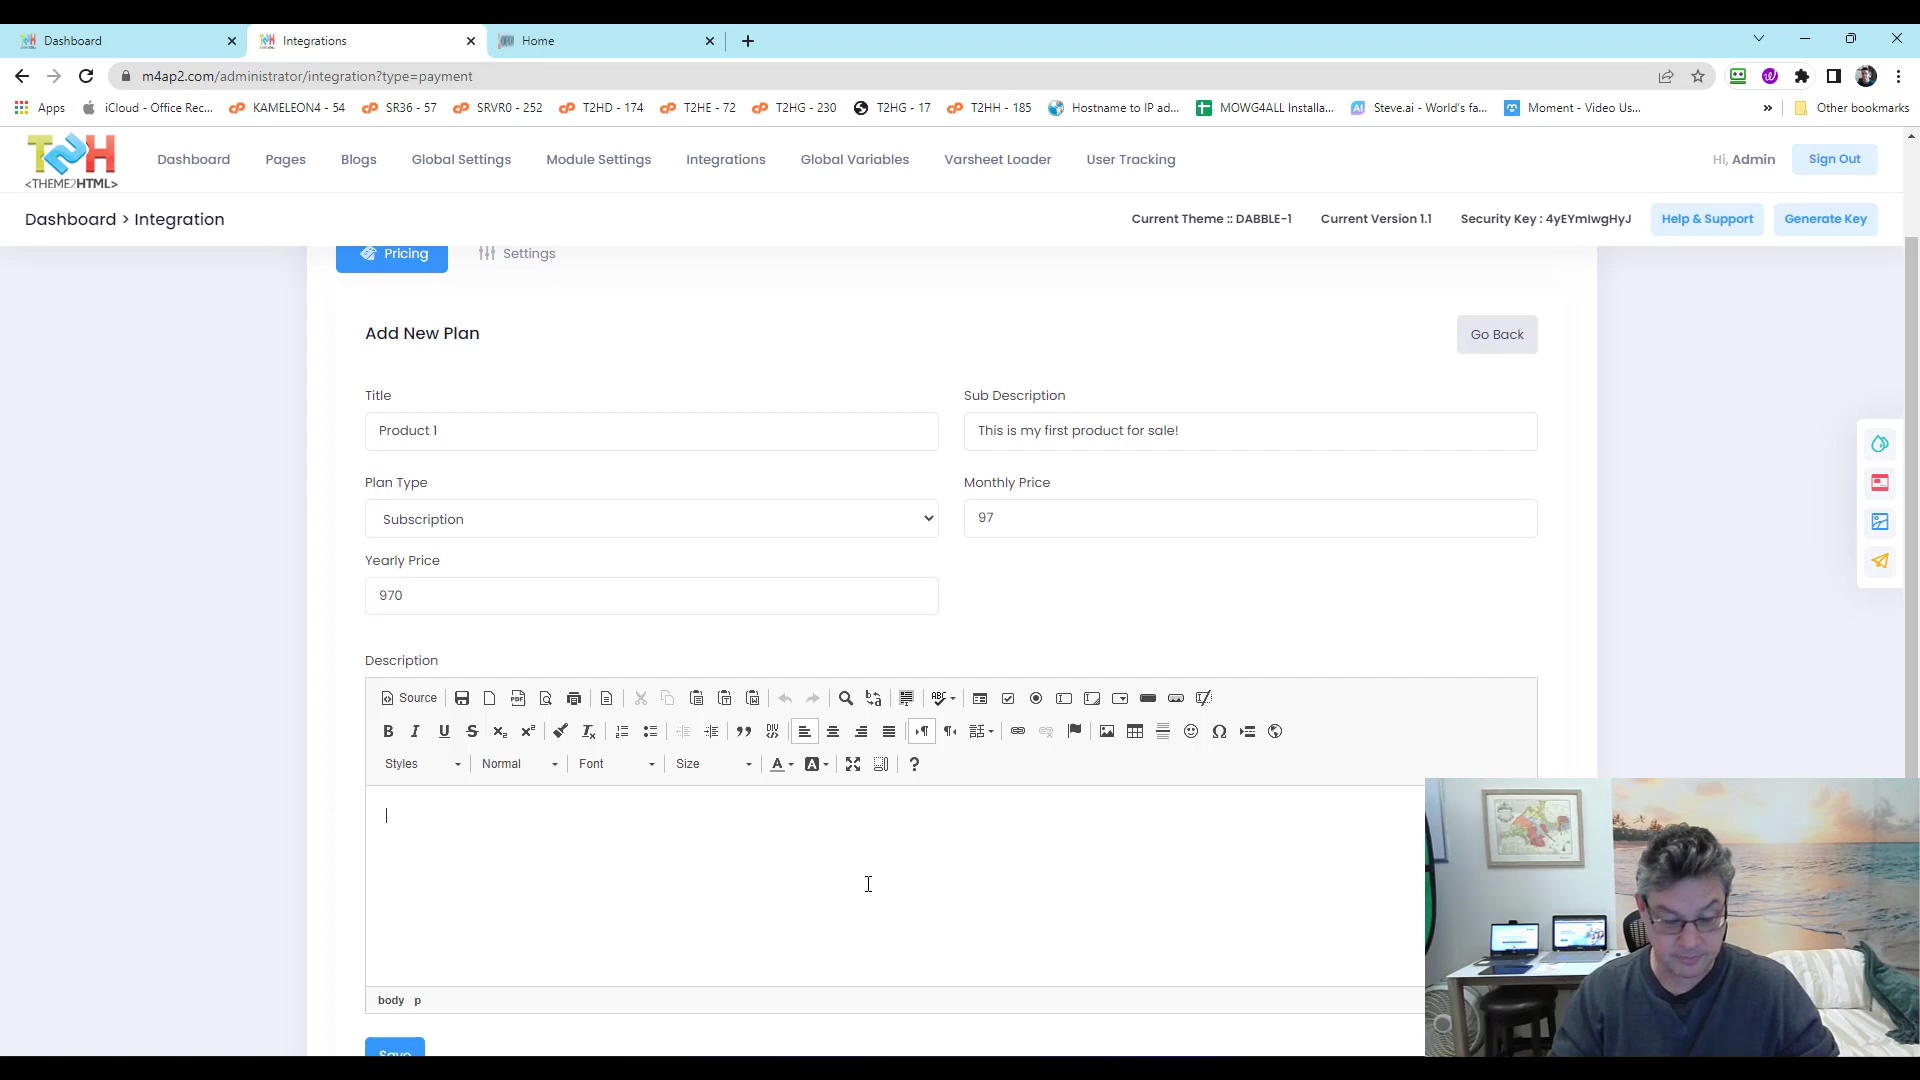 Dashboard
Integrations
Home
m4ap2.com/administrator/integration?type=payment
Apps
iCloud - Office Rec...
KAMELEON4 - 54
SR36 - 57
SRVR0 - 252
T2HD - 174
T2HE - 72
T2HG - 230
T2HG - 17
T2HH - 185
Hostname to IP ad...
MOWG4ALL Installa...
Steve.ai - World's fa...
Moment - Video Us...
»
Other bookmarks
T2H
<THEME2HTML>
Dashboard
Pages
Blogs
Global Settings
Module Settings
Integrations
Global Variables
Varsheet Loader
User Tracking
Hi, Admin
Sign Out
Dashboard > Integration
Current Theme :: DABBLE-1
Current Version 1.1
Security Key : 4yEYmIwgHyJ
Help & Support
Generate Key
Pricing
Settings
Add New Plan
Go Back
Title
Sub Description
Product 1
This is my first product for sale!
Plan Type
Monthly Price
Subscription
97
Yearly Price
970
Description
Source
Styles
Normal
Font
Size
body p
Save